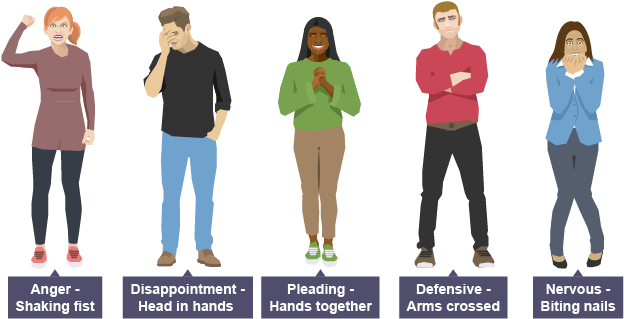 Anger -
Shaking fist
Disappointment -
Head in hands
Pleading -
Hands together
Defensive -
Arms crossed
Nervous -
Biting nails